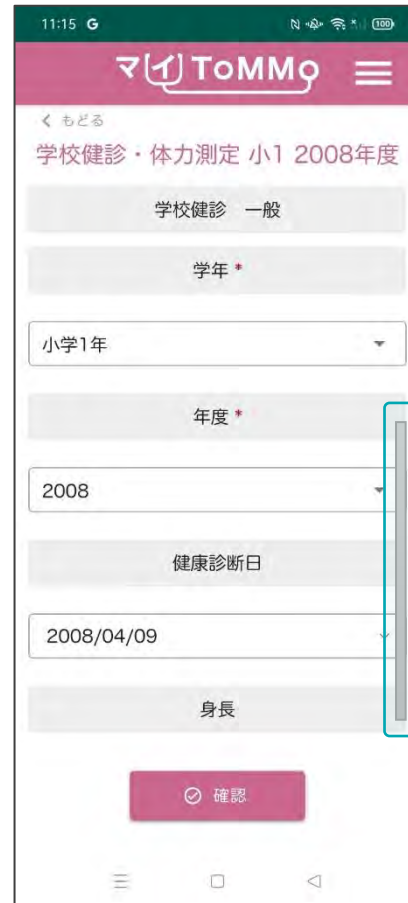 11:15 G
100
マイToMMo
もどる
学校健診・体力測定 小1 2008年度
学校健診 一般
学年 *
小学1年
年度 *
2008
健康診断日
2008/04/09
身長
確認